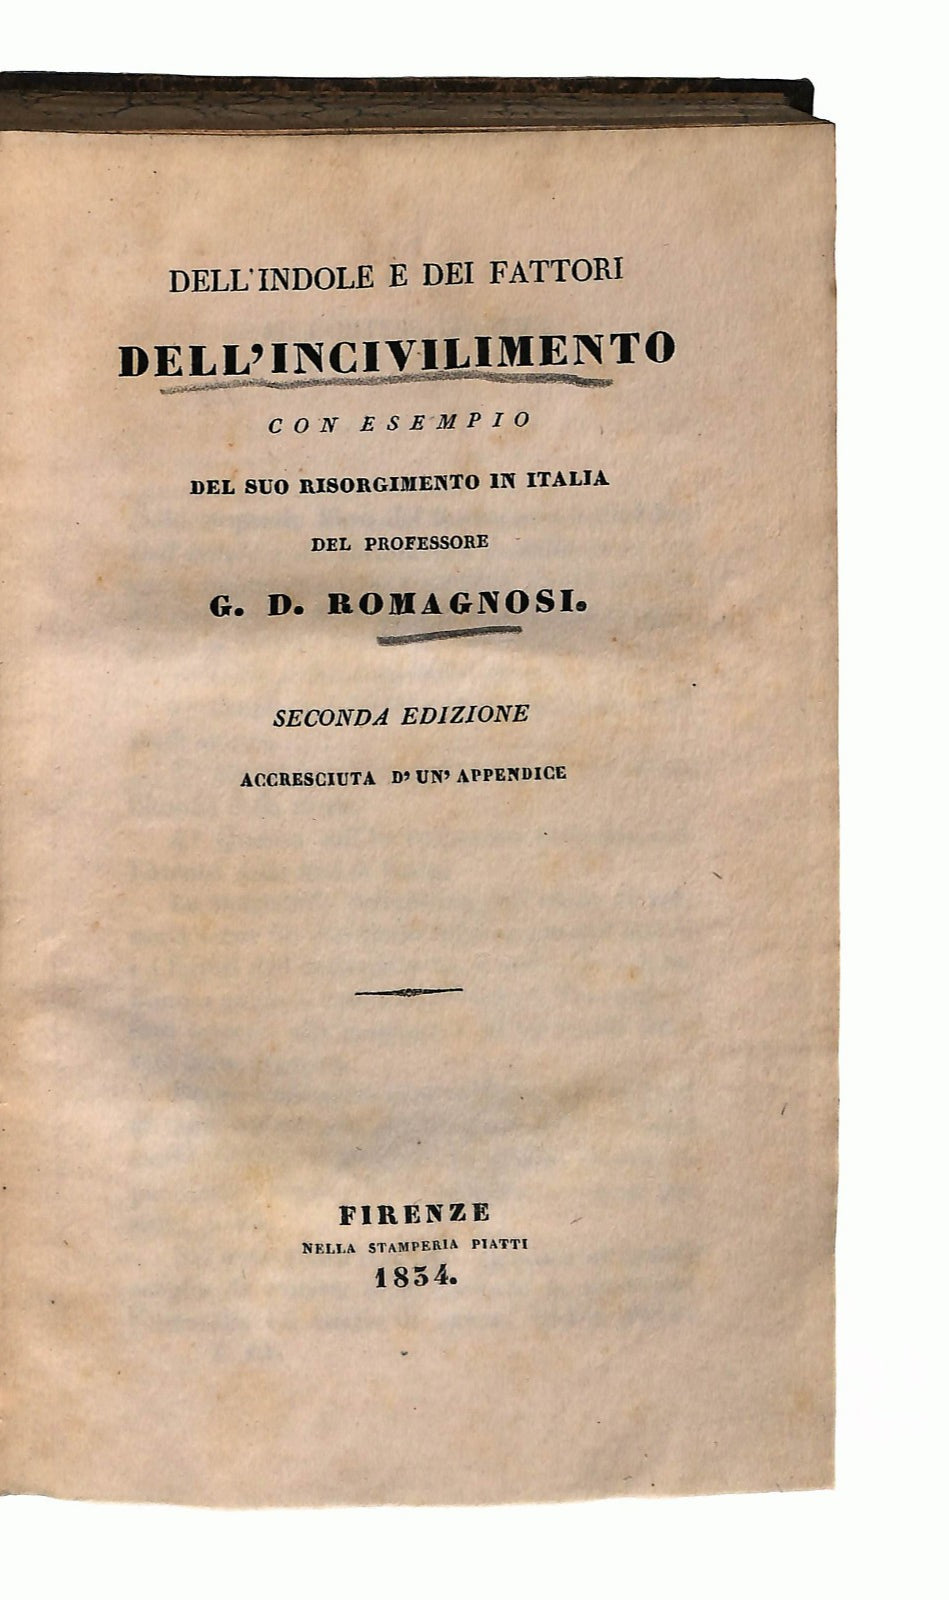 DELL'INDOLE E DEI FATTORI
DELL'INCIVILIMENTO
CON ESEMPIO
DEL SUO RISORGIMENTO IN ITALIA
DEL PROFESSORE
G. D. ROMAGNOSI.
SECONDA EDIZIONE
ACCRESCIUTA D'UN' APPENDICE
FIRENZE
NELLA STAMPERIA PIATTI
1834.